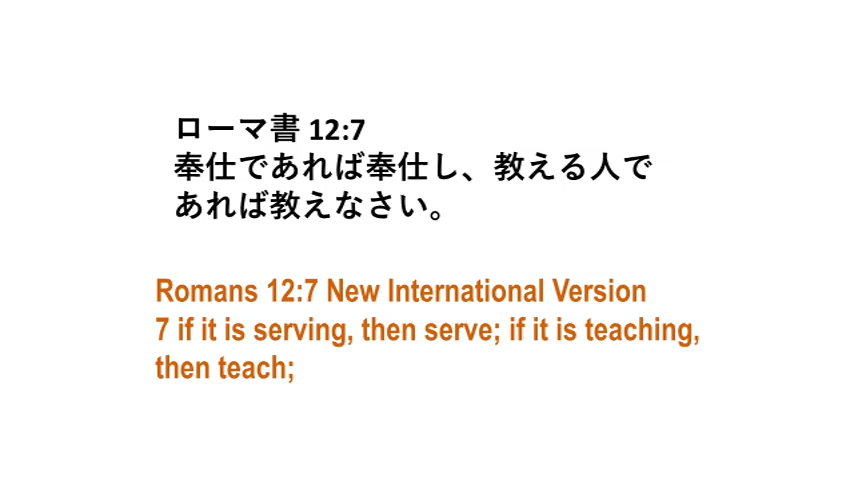 ローマ書 12:7
奉仕であれば奉仕し、教える人で
あれば教えなさい。
Romans 12:7 New International Version
7 if it is serving, then serve; if it is teaching,
then teach;